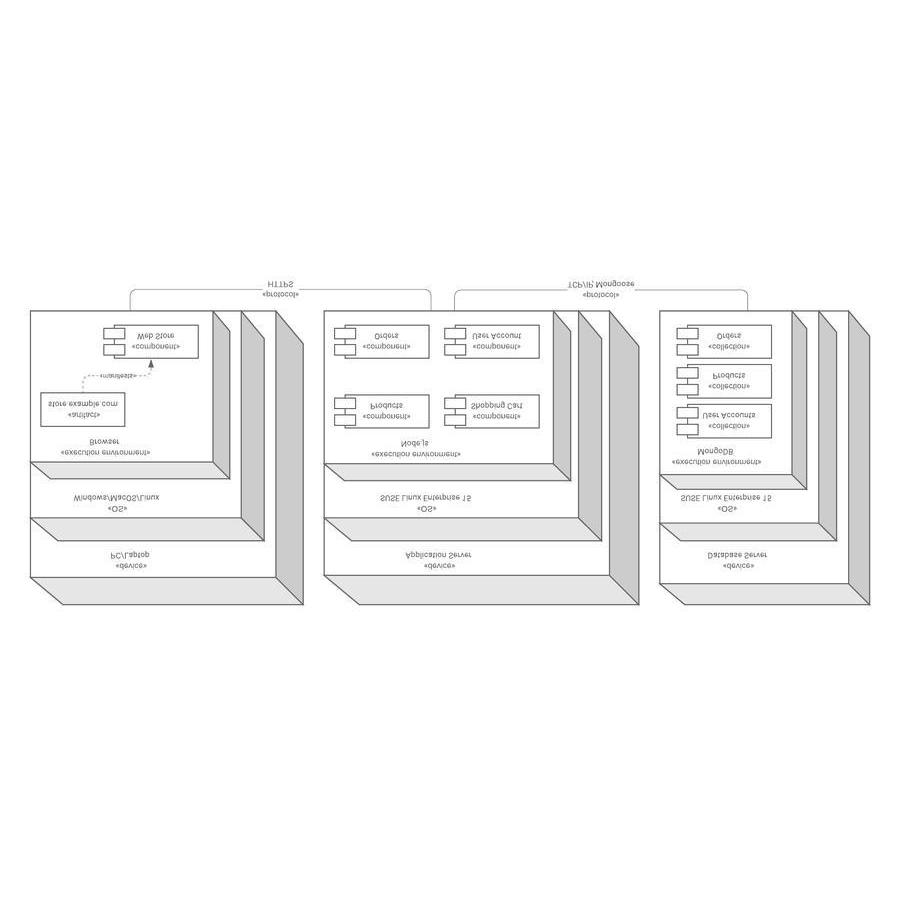 «device»
PC/Laptop
«OS»
Windows/MacOS/Linux
«execution environment»
Browser
«artifact»
store.example.com
«manifests»
«component»
Web Store
«protocol»
HTTPS
«device»
Application Server
«OS»
SUSE Linux Enterprise 15
«execution environment»
Node.js
«component»
Products
«component»
Shopping Cart
«component»
Orders
«component»
User Account
«protocol»
TCP/IP, Mongoose
«device»
Database Server
«OS»
SUSE Linux Enterprise 15
«execution environment»
MongoDB
«collection»
User Accounts
«collection»
Products
«collection»
Orders